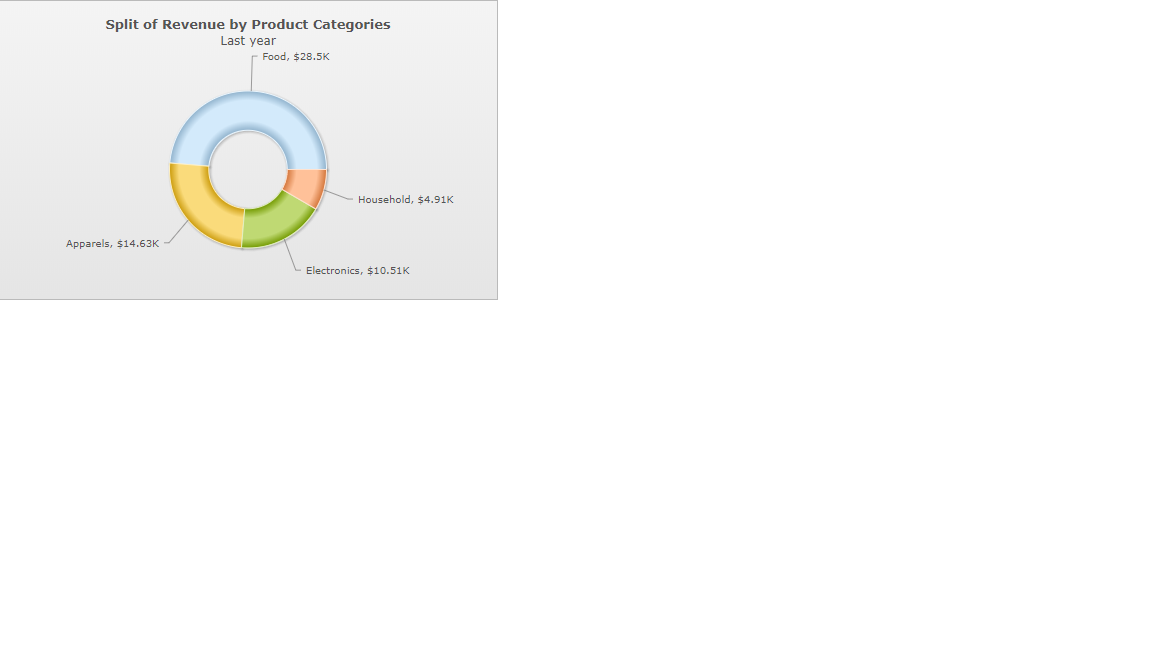 Split of Revenue by Product Categories
Last year
Food, $28.5K
Household, $4.91K
Apparels, $14.63K
Electronics, $10.51K